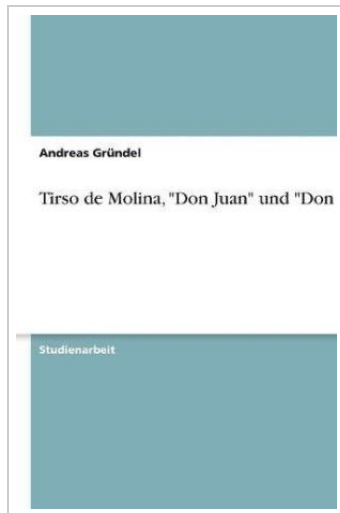 Andreas Gründel
Tirso de Molina, "Don Juan" und "Don
Studienarbeit